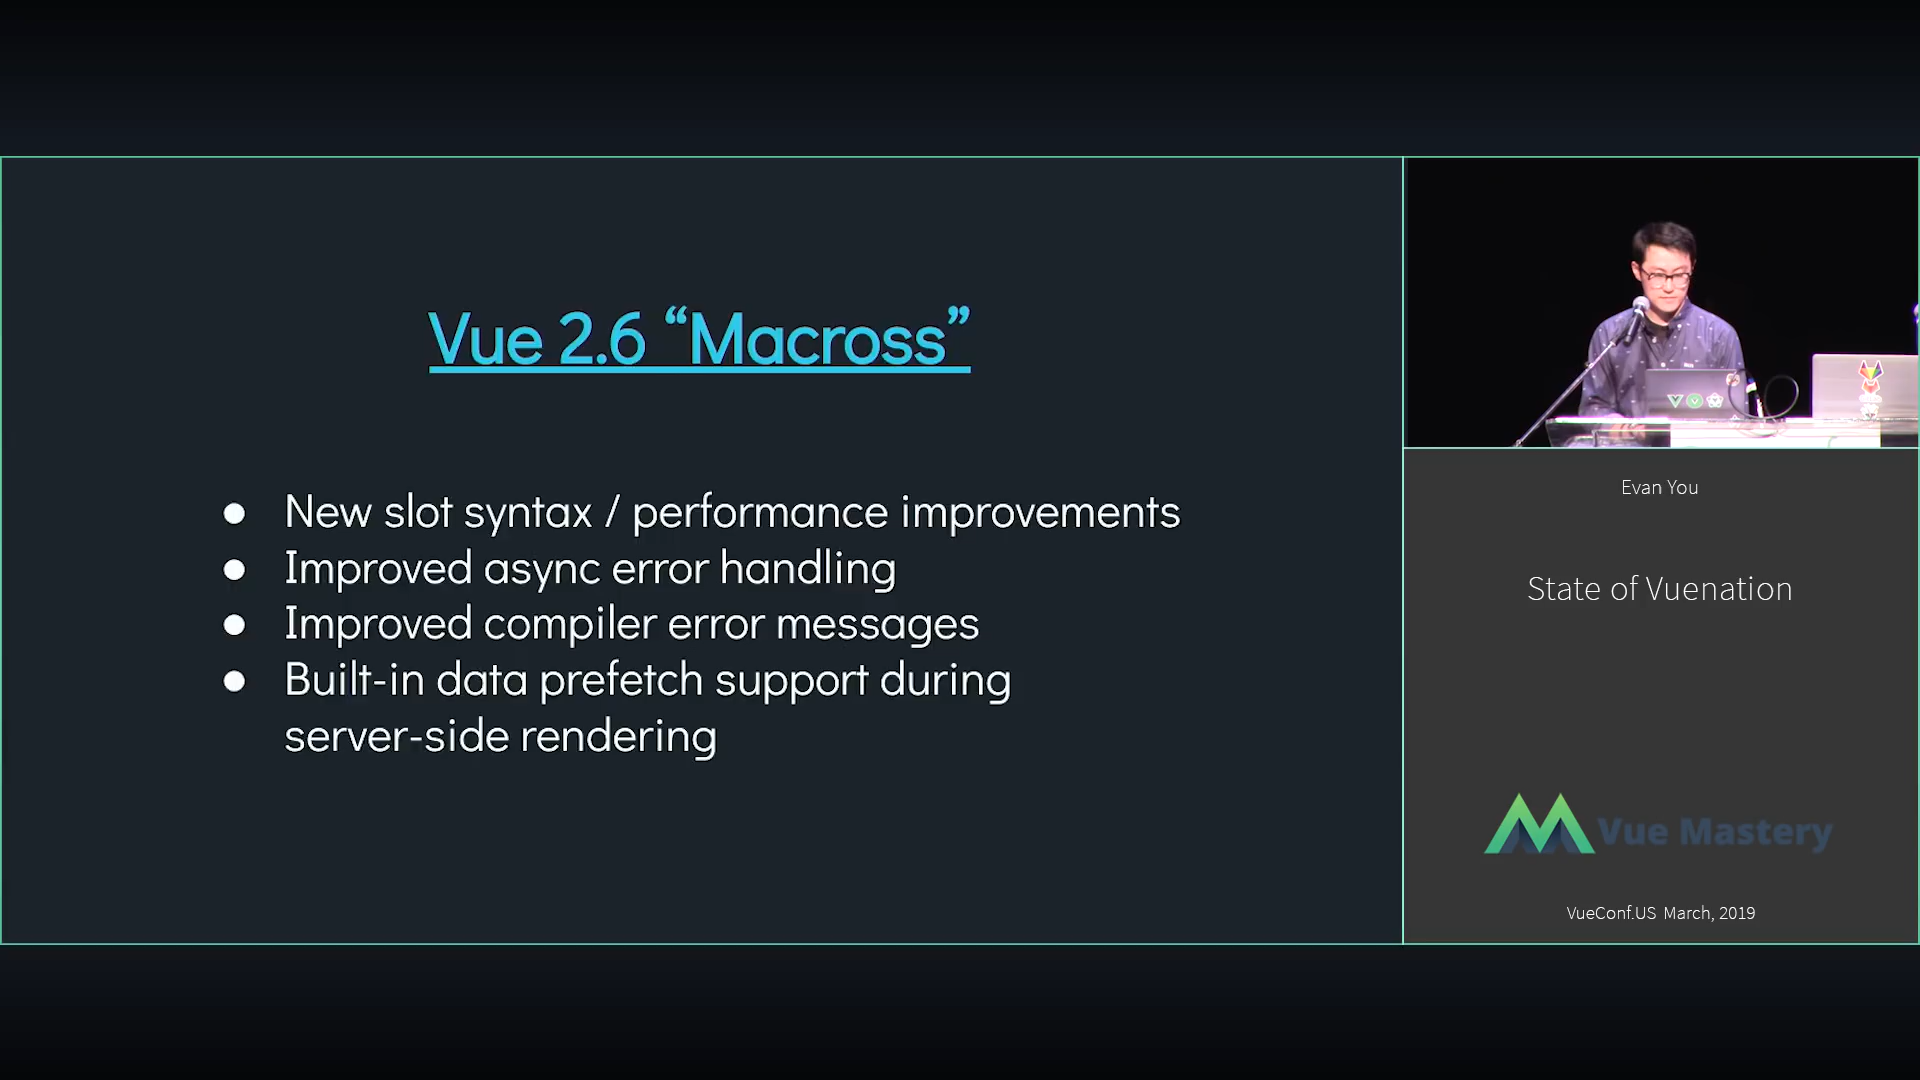 Vue 2.6 “Macross”
● New slot syntax / performance improvements
● Improved async error handling
● Improved compiler error messages
● Built-in data prefetch support during
server-side rendering
Evan You
State of Vuenation
Vue Mastery
VueConf.US March, 2019